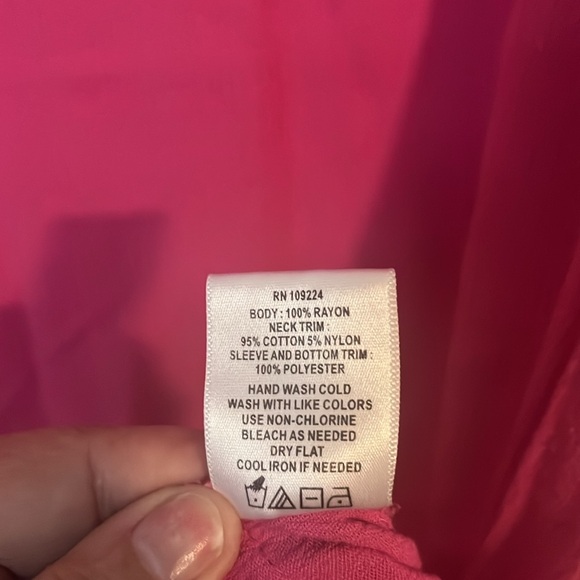 RN 109224
BODY : 100% RAYON
NECK TRIM :
95% COTTON 5% NYLON
SLEEVE AND BOTTOM TRIM :
100% POLYESTER
HAND WASH COLD
WASH WITH LIKE COLORS
USE NON-CHLORINE
BLEACH AS NEEDED
DRY FLAT
COOL IRON IF NEEDED